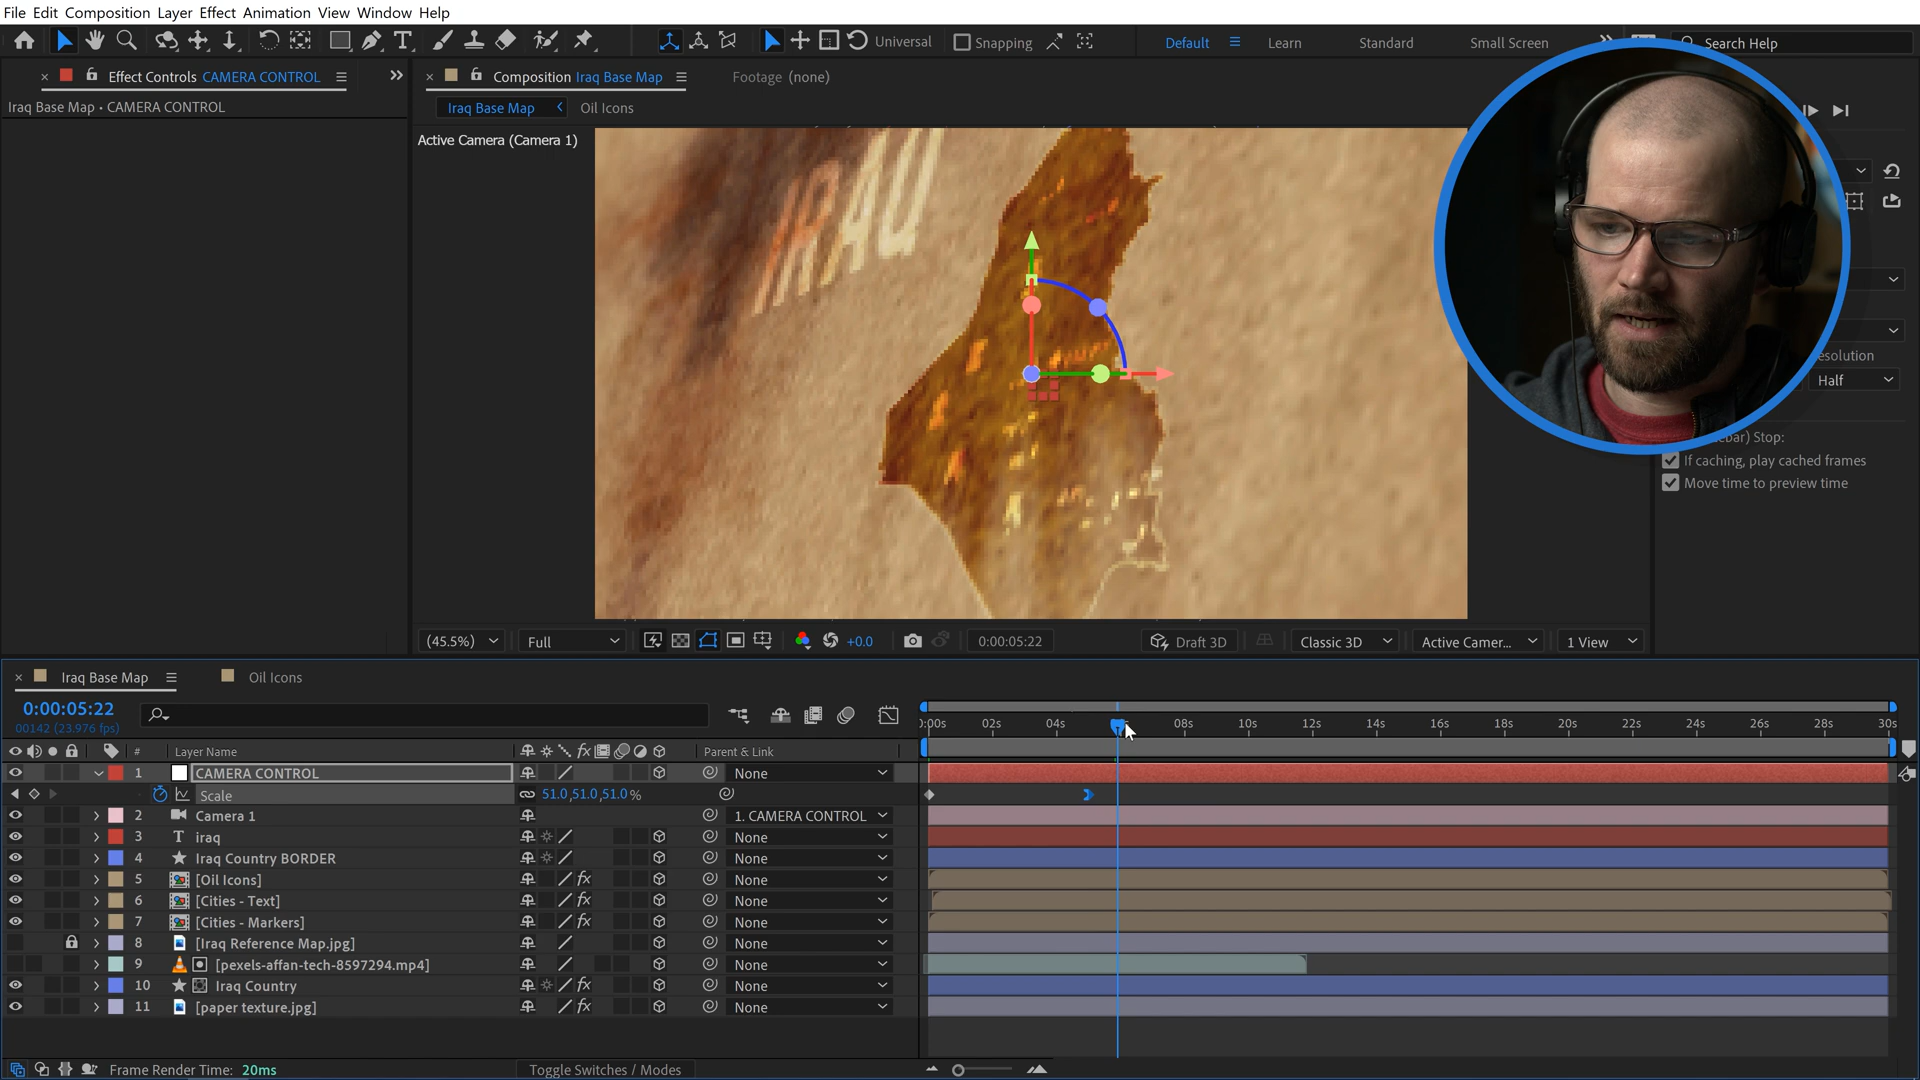 File Edit Composition Layer Effect Animation View Window Help
Universal Snapping Default Learn Standard Small Screen Search Help
Effect Controls CAMERA CONTROL
Composition Iraq Base Map
Footage (none)
Iraq Base Map • CAMERA CONTROL
Iraq Base Map Oil Icons
Active Camera (Camera 1)
IRAQ
esolution
Half
bar) Stop:
If caching, play cached frames
Move time to preview time
(45.5%) Full +0.0 0:00:05:22 Draft 3D Classic 3D Active Camer... 1 View
Iraq Base Map Oil Icons
0:00:05:22
00142 (23.976 fps)
0:00s 02s 04s 08s 10s 12s 14s 16s 18s 20s 22s 24s 26s 28s 30s
# Layer Name fx Parent & Link
1 CAMERA CONTROL None
Scale 51.0,51.0,51.0%
2 Camera 1 1. CAMERA CONTROL
3 T iraq None
4 Iraq Country BORDER None
5 [Oil Icons] fx None
6 [Cities - Text] fx None
7 [Cities - Markers] fx None
8 [Iraq Reference Map.jpg] None
9 [pexels-affan-tech-8597294.mp4] None
10 Iraq Country fx None
11 [paper texture.jpg] fx None
Frame Render Time: 20ms Toggle Switches / Modes